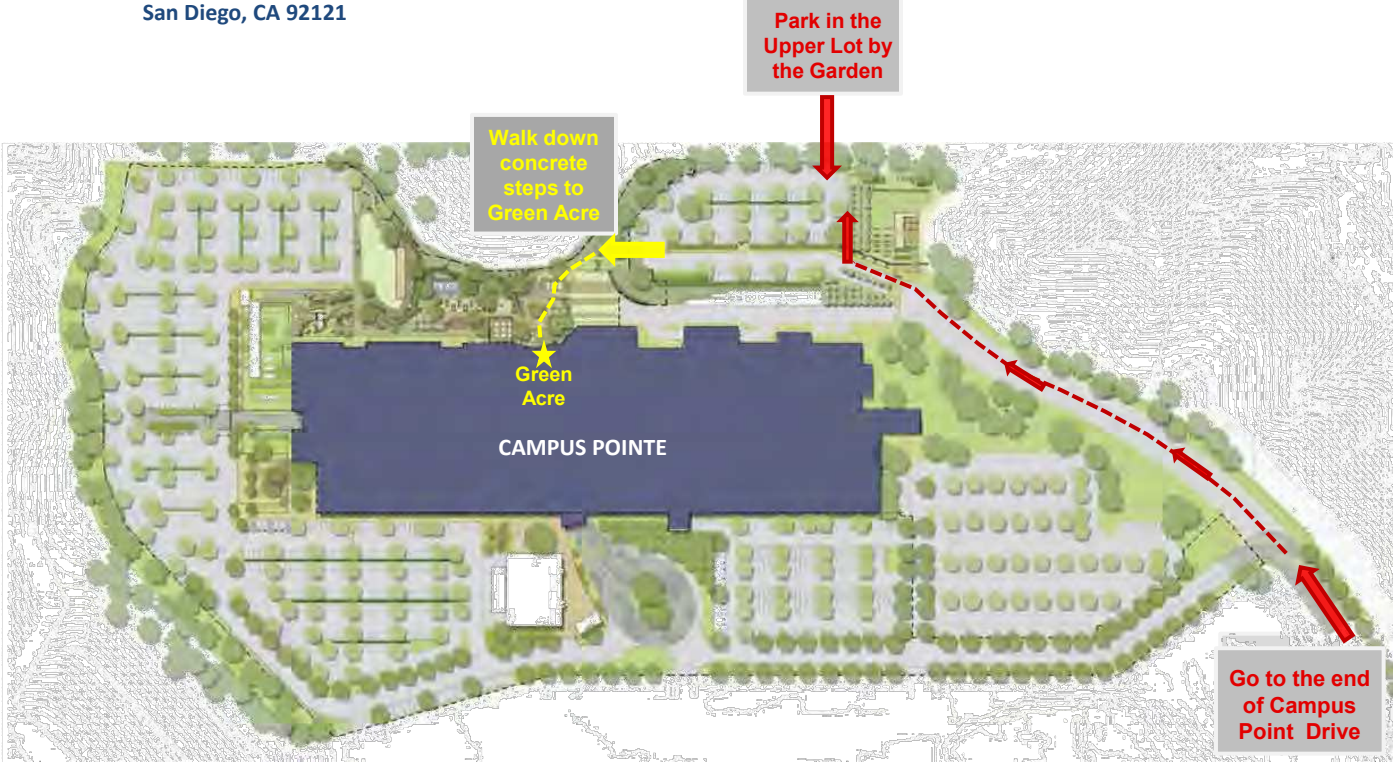 San Diego, CA 92121
Park in the
Upper Lot by
the Garden
Walk down
concrete
steps to
Green Acre
Green
Acre
CAMPUS POINTE
Go to the end
of Campus
Point Drive